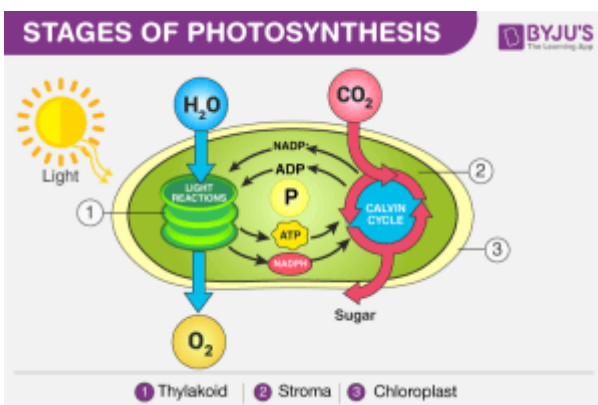 STAGES OF PHOTOSYNTHESIS
BYJU'S
The Learning App
H₂O
CO₂
Light
NADP⁺
ADP
LIGHT
REACTIONS
P
CALVIN
CYCLE
ATP
NADPH
1
2
3
Sugar
O₂
1 Thylakoid
2 Stroma
3 Chloroplast